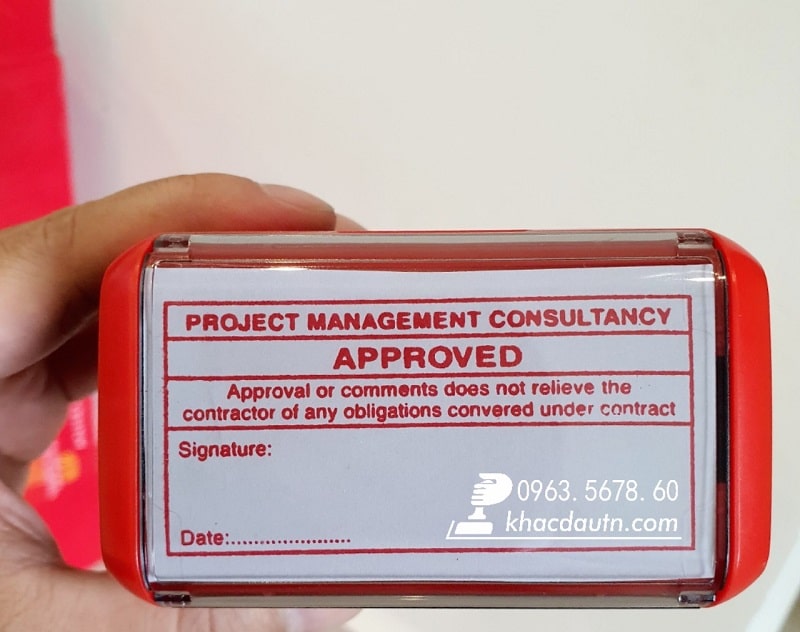 PROJECT MANAGEMENT CONSULTANCY
APPROVED
Approval or comments does not relieve the
contractor of any obligations convered under contract
Signature:
0963.5678.60
khacdautn.com
Date:.....................